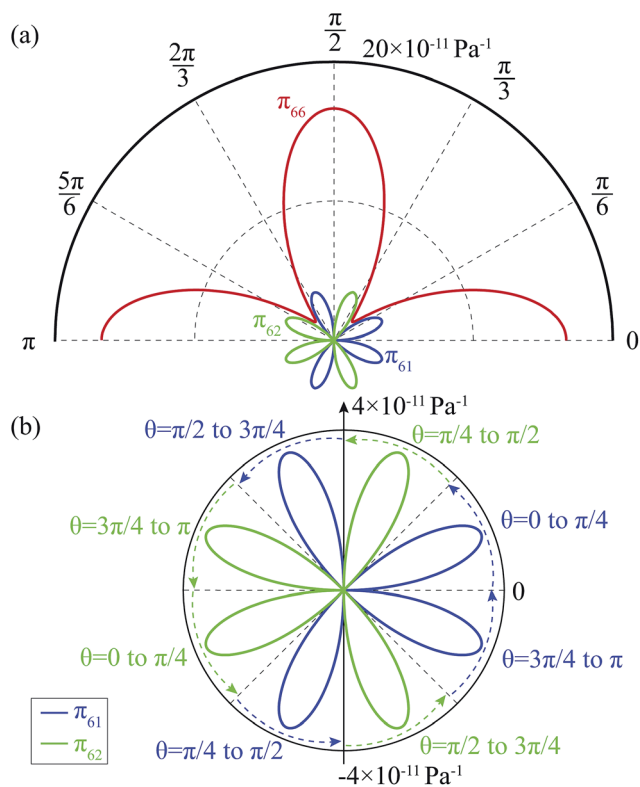 (a)
π/2
20×10⁻¹¹ Pa⁻¹
2π/3
π/3
π₆₆
5π/6
π/6
π₆₂
π
π₆₁
0
(b)
4×10⁻¹¹ Pa⁻¹
θ=π/2 to 3π/4
θ=π/4 to π/2
θ=3π/4 to π
θ=0 to π/4
0
θ=0 to π/4
θ=3π/4 to π
π₆₁
π₆₂
θ=π/4 to π/2
θ=π/2 to 3π/4
-4×10⁻¹¹ Pa⁻¹